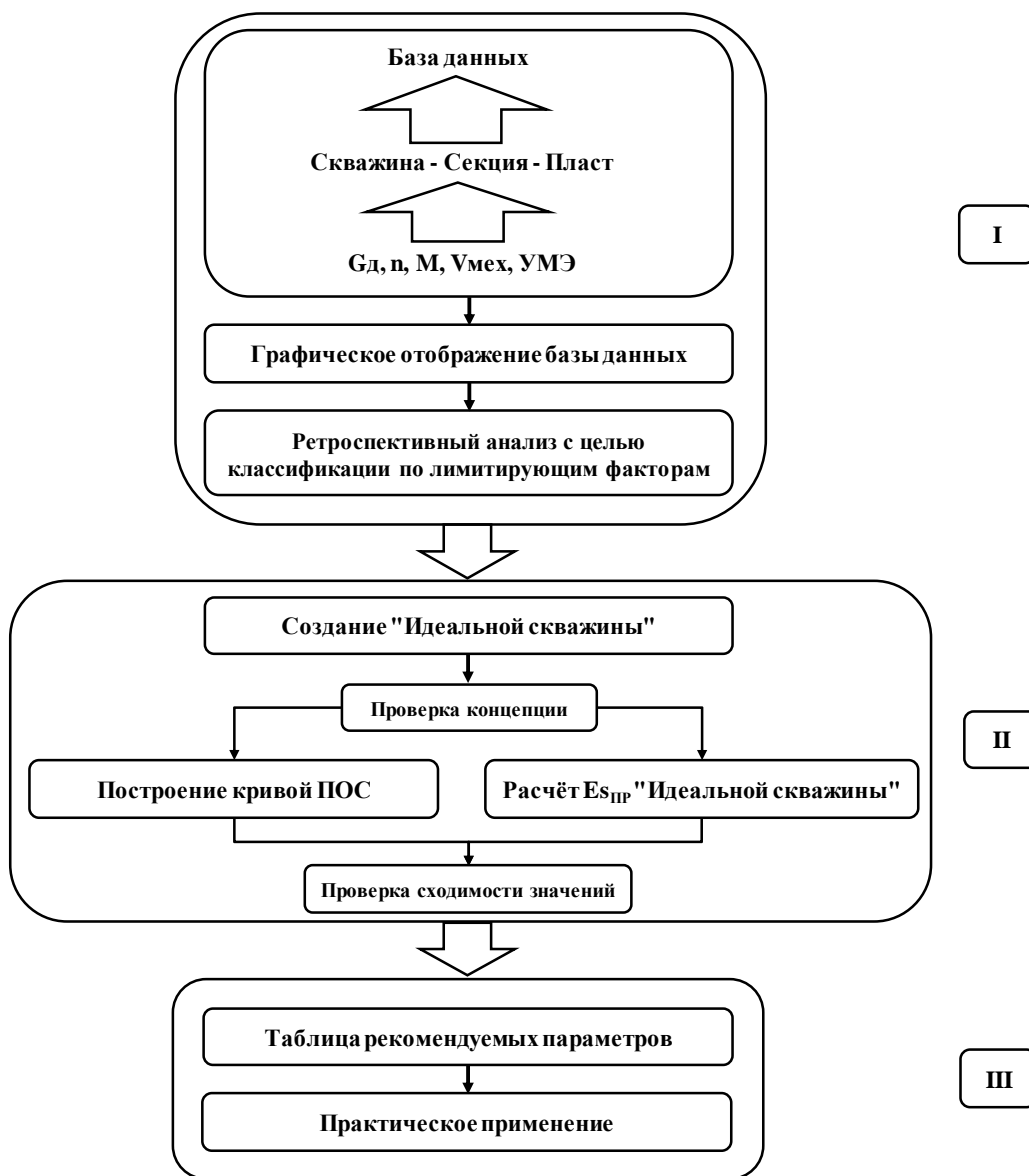 База данных
Скважина - Секция - Пласт
I
Gд, n, М, Vмех, УМЭ
Графическое отображение базы данных
Ретроспективный анализ с целью
классификации по лимитирующим факторам
Создание "Идеальной скважины"
Проверка концепции
II
Построение кривой ПОС
Расчёт EsПР "Идеальной скважины"
Проверка сходимости значений
Таблица рекомендуемых параметров
III
Практическое применение